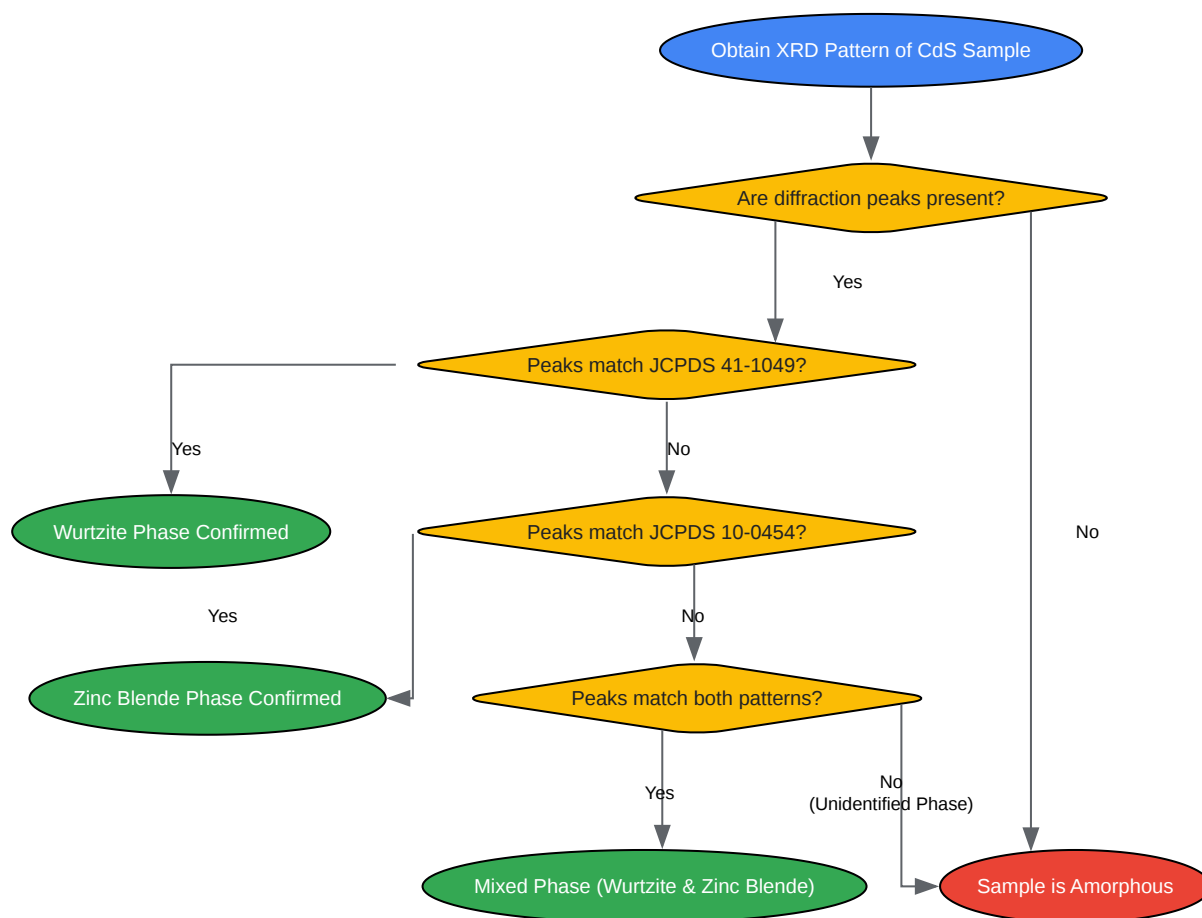 Obtain XRD Pattern of CdS Sample
Are diffraction peaks present?
Yes
Peaks match JCPDS 41-1049?
Yes
No
Wurtzite Phase Confirmed
Peaks match JCPDS 10-0454?
No
Yes
No
Zinc Blende Phase Confirmed
Peaks match both patterns?
Yes
No
(Unidentified Phase)
Mixed Phase (Wurtzite & Zinc Blende)
Sample is Amorphous